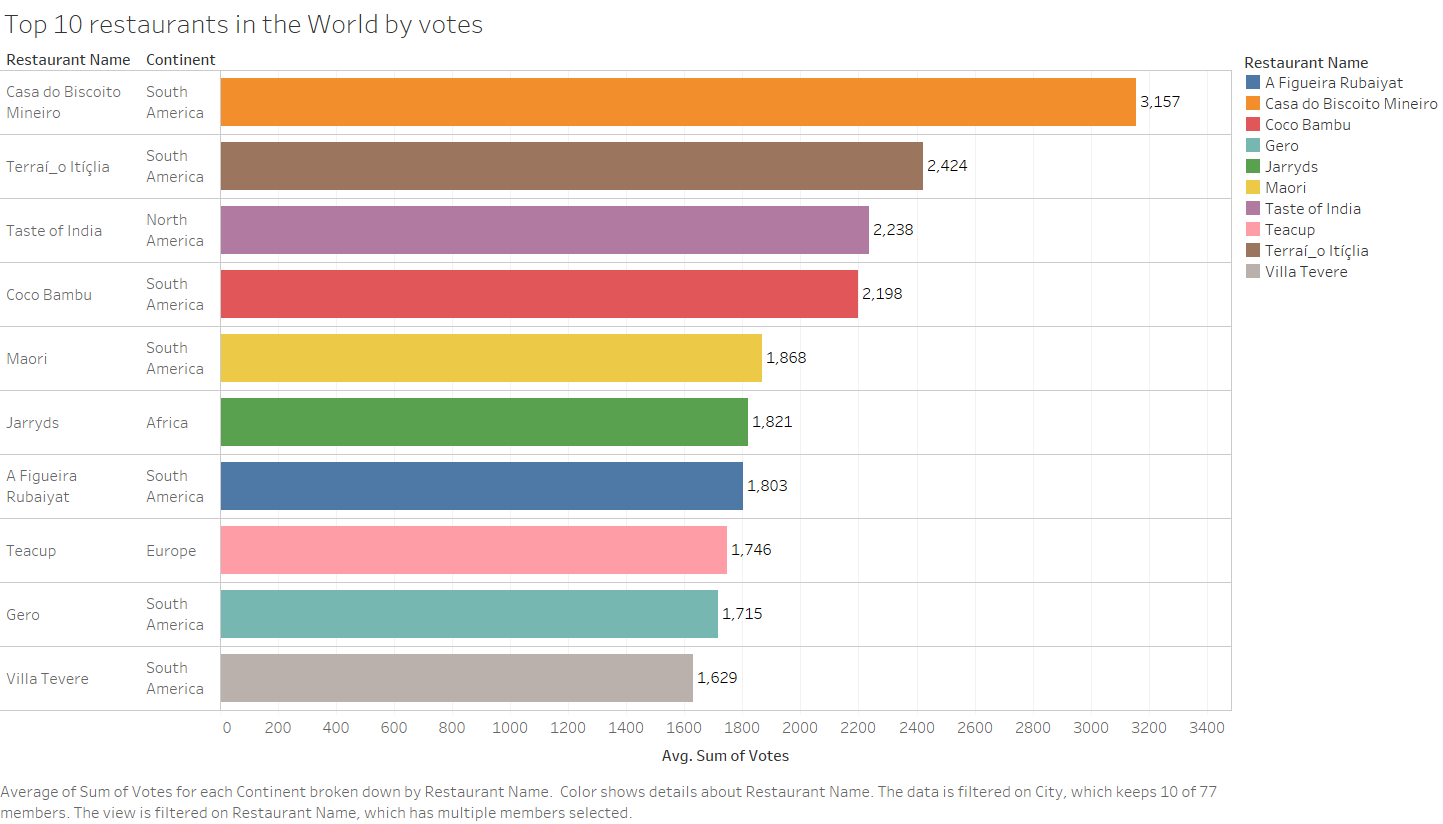 Top 10 restaurants in the World by votes
Restaurant Name Continent
Casa do Biscoito
Mineiro
South
America
3,157
Terraí_o Itíçlia
South
America
2,424
Taste of India
North
America
2,238
Coco Bambu
South
America
2,198
Maori
South
America
1,868
Jarryds
Africa
1,821
A Figueira
Rubaiyat
South
America
1,803
Teacup
Europe
1,746
Gero
South
America
1,715
Villa Tevere
South
America
1,629
0 200 400 600 800 1000 1200 1400 1600 1800 2000 2200 2400 2600 2800 3000 3200 3400
Avg. Sum of Votes
Restaurant Name
A Figueira Rubaiyat
Casa do Biscoito Mineiro
Coco Bambu
Gero
Jarryds
Maori
Taste of India
Teacup
Terraí_o Itíçlia
Villa Tevere
Average of Sum of Votes for each Continent broken down by Restaurant Name.  Color shows details about Restaurant Name. The data is filtered on City, which keeps 10 of 77
members. The view is filtered on Restaurant Name, which has multiple members selected.